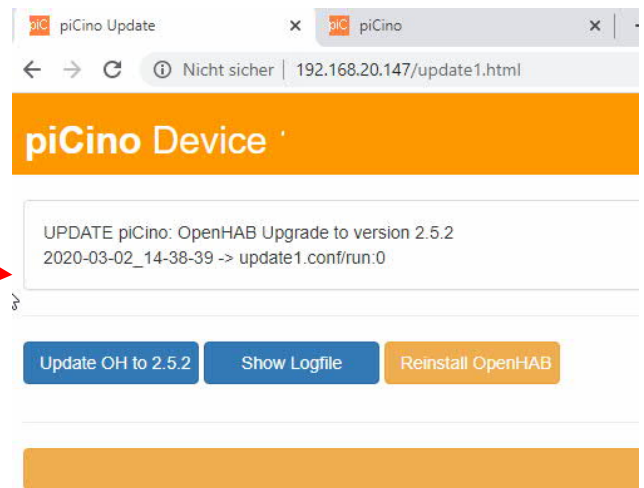 piC piCino Update
piC piCino
Nicht sicher | 192.168.20.147/update1.html
piCino Device
UPDATE piCino: OpenHAB Upgrade to version 2.5.2
2020-03-02_14-38-39 -> update1.conf/run:0
Update OH to 2.5.2
Show Logfile
Reinstall OpenHAB